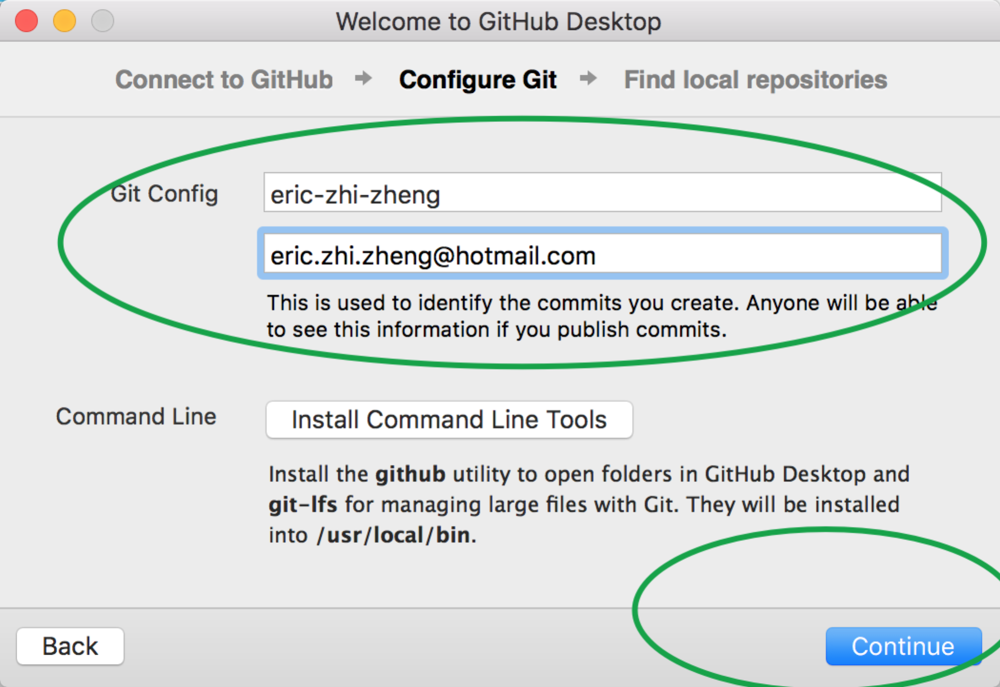 Welcome to GitHub Desktop
Connect to GitHub ➡ Configure Git ➡ Find local repositories
Git Config eric-zhi-zheng
eric.zhi.zheng@hotmail.com
This is used to identify the commits you create. Anyone will be able
to see this information if you publish commits.
Command Line Install Command Line Tools
Install the github utility to open folders in GitHub Desktop and
git-lfs for managing large files with Git. They will be installed
into /usr/local/bin.
Back Continue